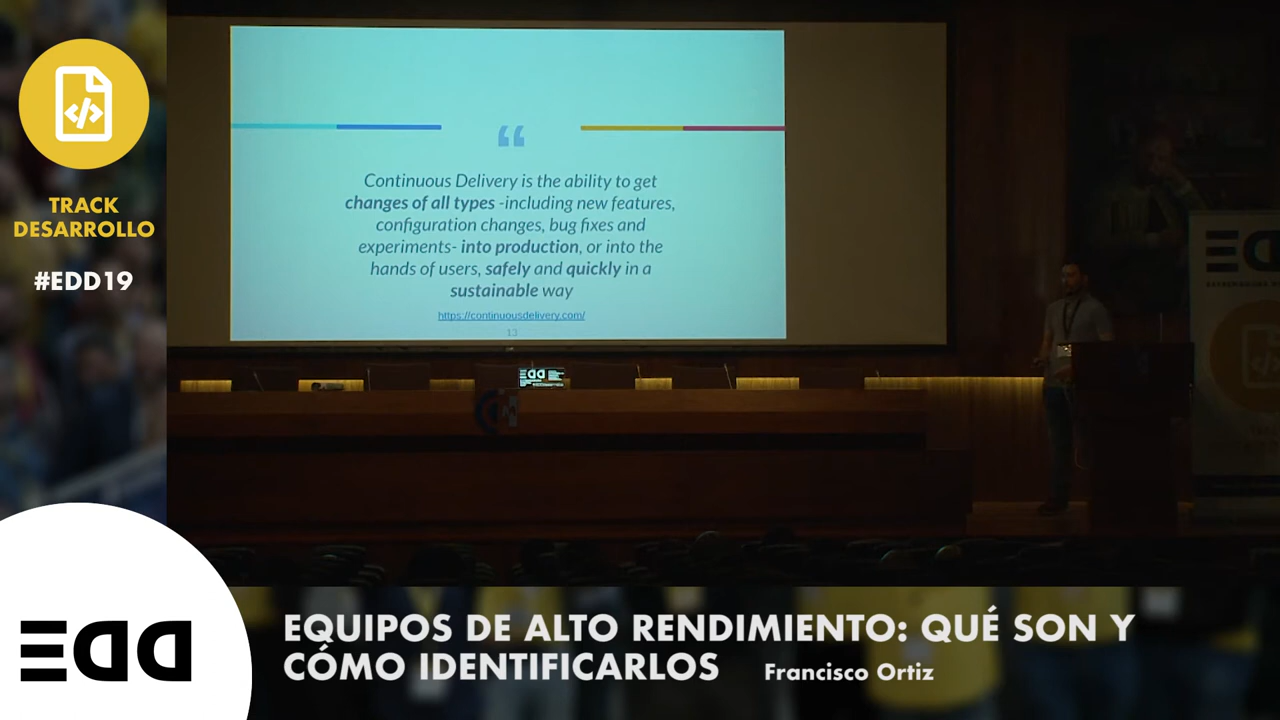 TRACK
DESARROLLO
#EDD19
“
Continuous Delivery is the ability to get
changes of all types -including new features,
configuration changes, bug fixes and
experiments- into production, or into the
hands of users, safely and quickly in a
sustainable way
https://continuousdelivery.com/
13
EDD
EDD
EDD
EQUIPOS DE ALTO RENDIMIENTO: QUÉ SON Y
CÓMO IDENTIFICARLOS
Francisco Ortiz